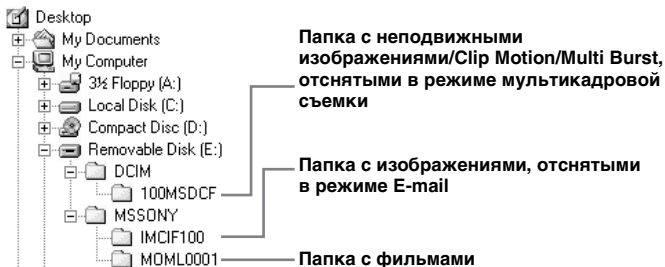 Desktop
My Documents
My Computer
3½ Floppy (A:)
Local Disk (C:)
Compact Disc (D:)
Removable Disk (E:)
DCIM
100MSDCF
MSSONY
IMCIF100
MOML0001
Папка с неподвижными
изображениями/Clip Motion/Multi Burst,
отснятыми в режиме мультикадровой
съемки
Папка с изображениями, отснятыми
в режиме E-mail
Папка с фильмами